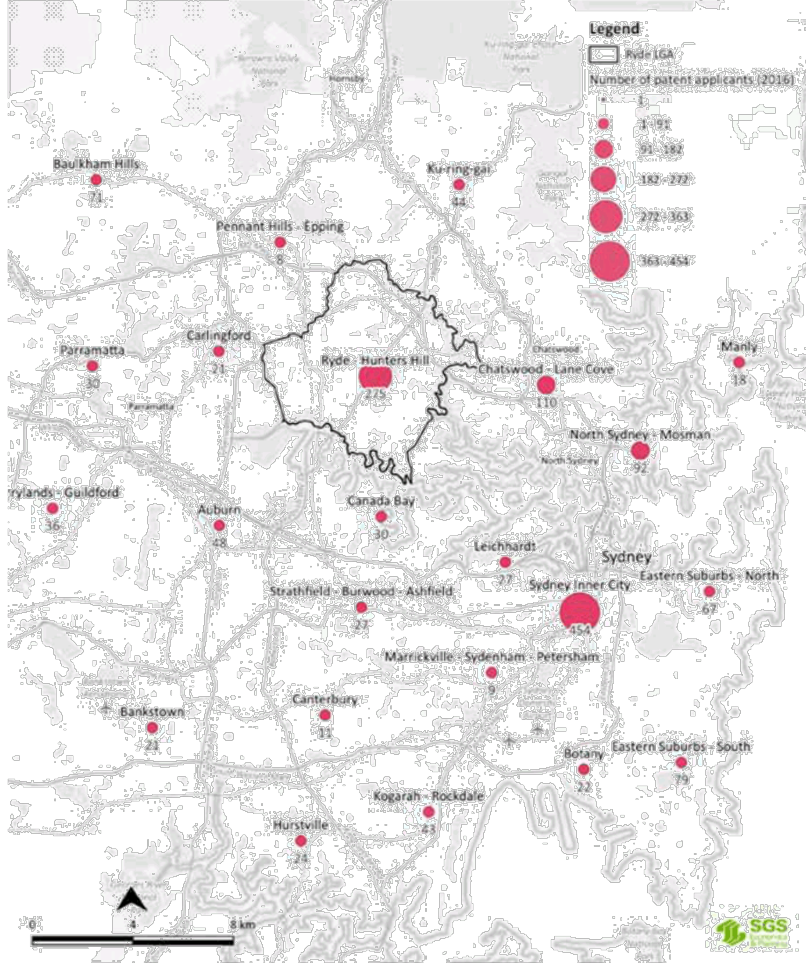 Legend
Ryde LGA
Number of patent applicants (2016)
1
1 - 91
91 - 182
182 - 272
272 - 363
363 - 454
Hornsby
Baulkham Hills
71
Ku-ring-gai
44
Pennant Hills - Epping
8
Carlingford
21
Parramatta
30
Parramatta
Ryde - Hunters Hill
275
Chatswood
Chatswood - Lane Cove
110
Manly
18
North Sydney - Mosman
North Sydney
92
rylands - Guildford
36
Auburn
48
Canada Bay
30
Leichhardt
27
Sydney
Sydney Inner City
454
Eastern Suburbs - North
67
Strathfield - Burwood - Ashfield
27
Marrickville - Sydenham - Petersham
9
Canterbury
11
Bankstown
21
Botany
22
Eastern Suburbs - South
79
Kogarah - Rockdale
43
Hurstville
24
0 4 8 km
SGS
Economics
& Planning